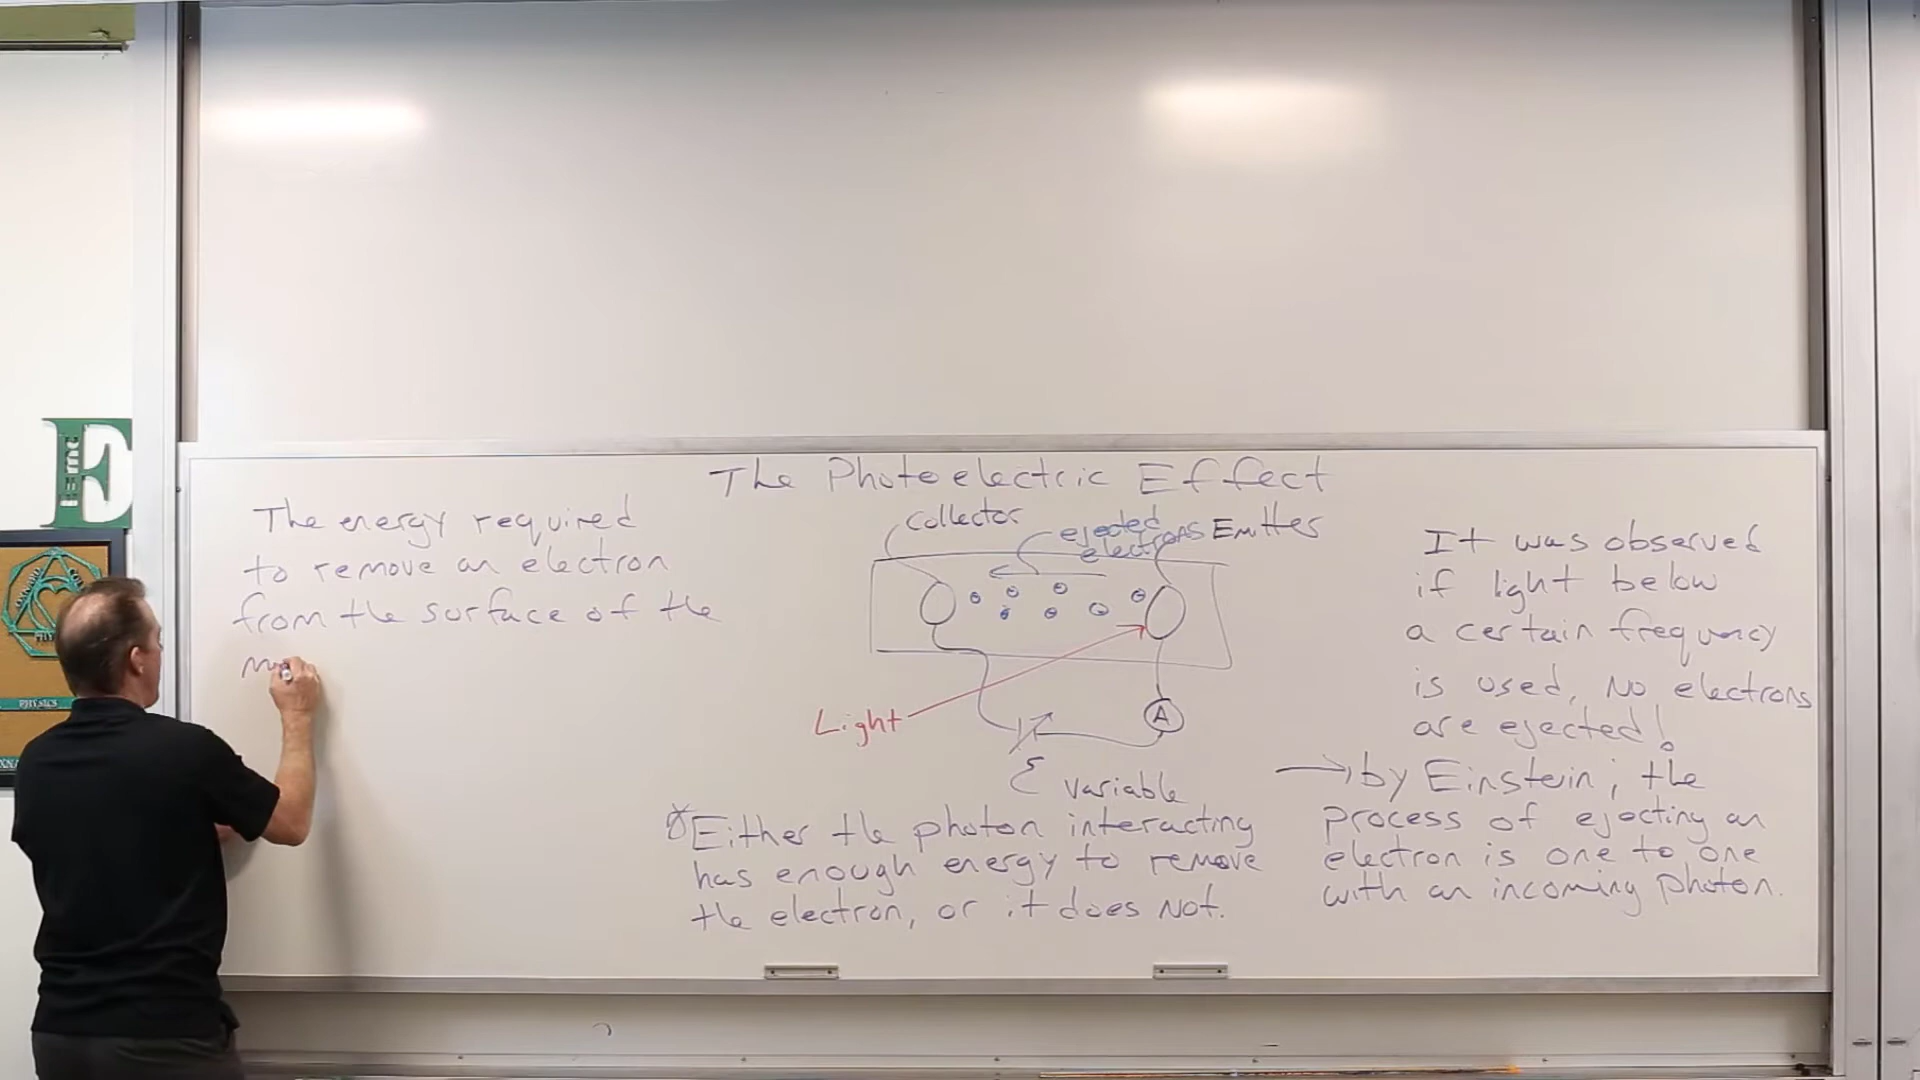 The Photoelectric Effect
The energy required
to remove an electron
from the surface of the
collector
ejected
electrons
Emitter
Light
A
ε variable
Either the photon interacting
has enough energy to remove
the electron, or it does not.
It was observed
if light below
a certain frequency
is used, no electrons
are ejected!
→ by Einstein; the
process of ejecting an
electron is one to one
with an incoming photon.
E
PHYSICS